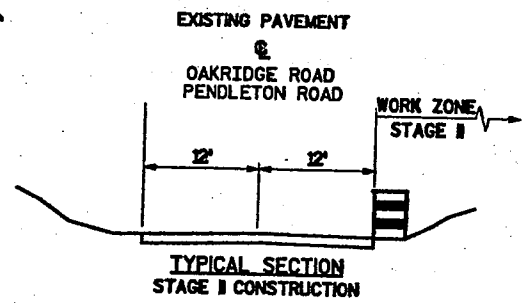 EXISTING PAVEMENT
℄
OAKRIDGE ROAD
PENDLETON ROAD
WORK ZONE
STAGE II
12' 12'
TYPICAL SECTION
STAGE II CONSTRUCTION